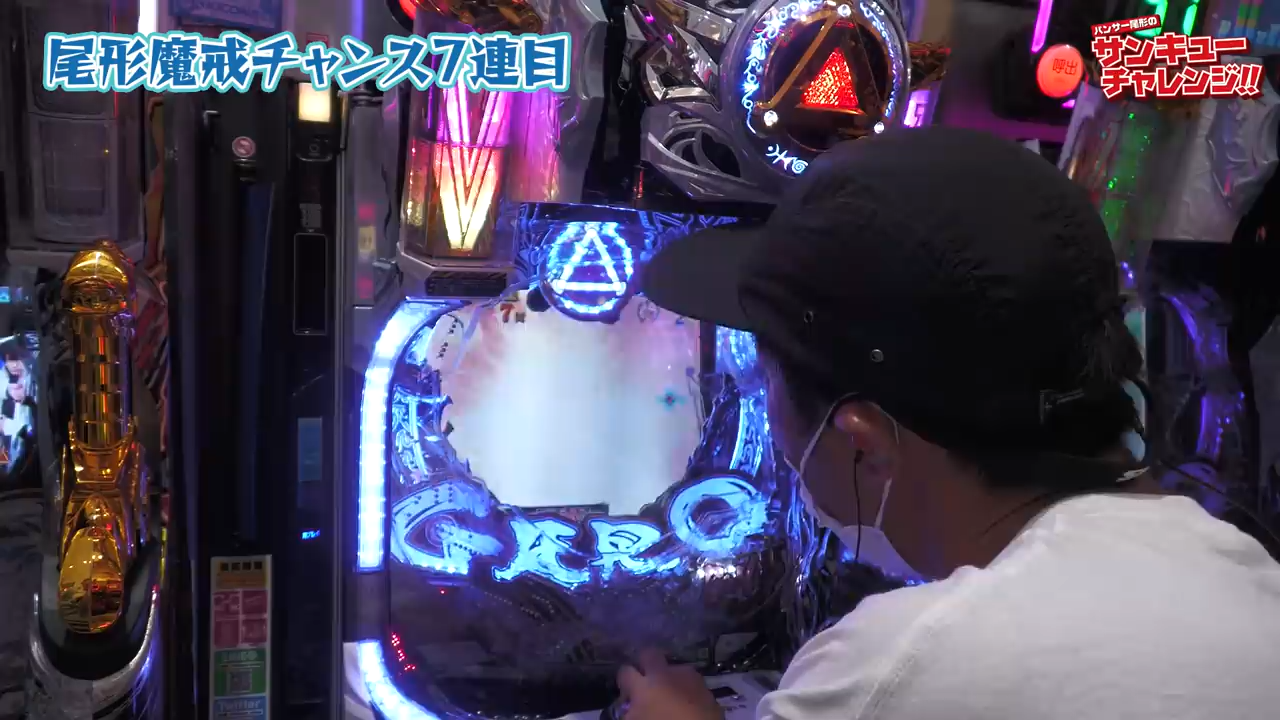 尾形魔戒チャンス7連目
パンサー尾形の
サンキュー
チャレンジ!!
呼出
GARO
Twitter